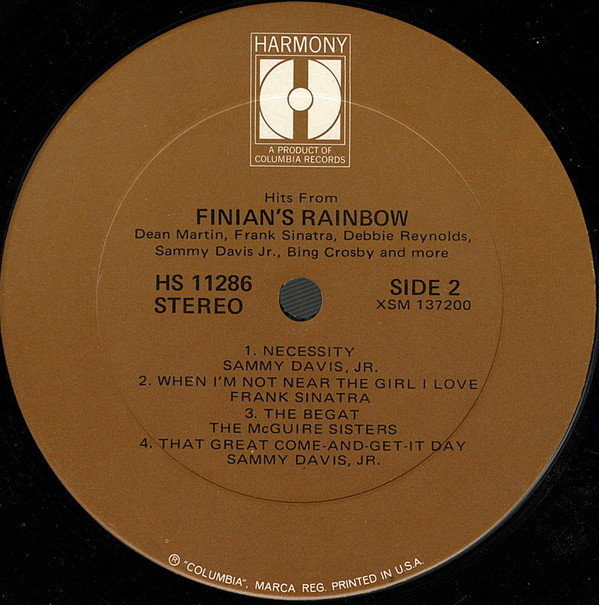 HARMONY
A PRODUCT OF
COLUMBIA RECORDS
Hits From
FINIAN'S RAINBOW
Dean Martin, Frank Sinatra, Debbie Reynolds,
Sammy Davis Jr., Bing Crosby and more
HS 11286
STEREO
SIDE 2
XSM 137200
1. NECESSITY
SAMMY DAVIS, JR.
2. WHEN I'M NOT NEAR THE GIRL I LOVE
FRANK SINATRA
3. THE BEGAT
THE McGUIRE SISTERS
4. THAT GREAT COME-AND-GET-IT DAY
SAMMY DAVIS, JR.
® "COLUMBIA", MARCA REG. PRINTED IN U.S.A.